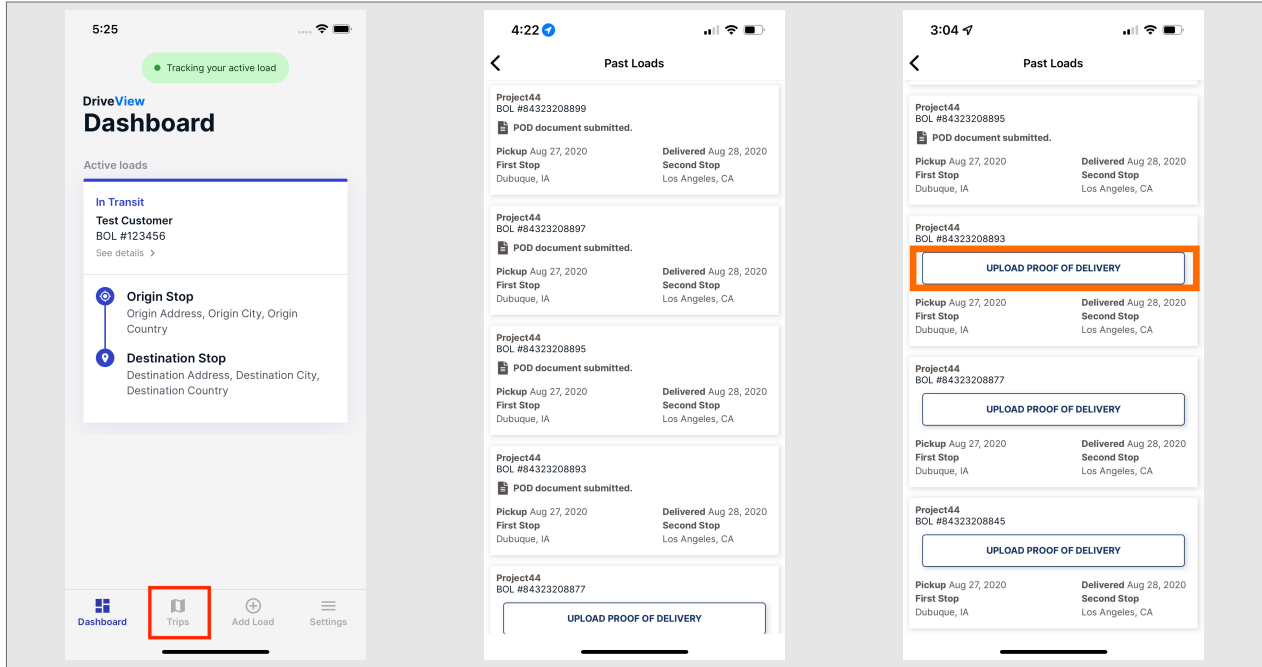 5:25
Tracking your active load
DriveView
Dashboard
Active loads
In Transit
Test Customer
BOL #123456
See details >
Origin Stop
Origin Address, Origin City, Origin
Country
Destination Stop
Destination Address, Destination City,
Destination Country
Dashboard
Trips
Add Load
Settings
4:22
Past Loads
Project44
BOL #84323208899
POD document submitted.
Pickup Aug 27, 2020 Delivered Aug 28, 2020
First Stop Second Stop
Dubuque, IA Los Angeles, CA
Project44
BOL #84323208897
POD document submitted.
Pickup Aug 27, 2020 Delivered Aug 28, 2020
First Stop Second Stop
Dubuque, IA Los Angeles, CA
Project44
BOL #84323208895
POD document submitted.
Pickup Aug 27, 2020 Delivered Aug 28, 2020
First Stop Second Stop
Dubuque, IA Los Angeles, CA
Project44
BOL #84323208893
POD document submitted.
Pickup Aug 27, 2020 Delivered Aug 28, 2020
First Stop Second Stop
Dubuque, IA Los Angeles, CA
Project44
BOL #84323208877
UPLOAD PROOF OF DELIVERY
3:04
Past Loads
Project44
BOL #84323208895
POD document submitted.
Pickup Aug 27, 2020 Delivered Aug 28, 2020
First Stop Second Stop
Dubuque, IA Los Angeles, CA
Project44
BOL #84323208893
UPLOAD PROOF OF DELIVERY
Pickup Aug 27, 2020 Delivered Aug 28, 2020
First Stop Second Stop
Dubuque, IA Los Angeles, CA
Project44
BOL #84323208877
UPLOAD PROOF OF DELIVERY
Pickup Aug 27, 2020 Delivered Aug 28, 2020
First Stop Second Stop
Dubuque, IA Los Angeles, CA
Project44
BOL #84323208845
UPLOAD PROOF OF DELIVERY
Pickup Aug 27, 2020 Delivered Aug 28, 2020
First Stop Second Stop
Dubuque, IA Los Angeles, CA